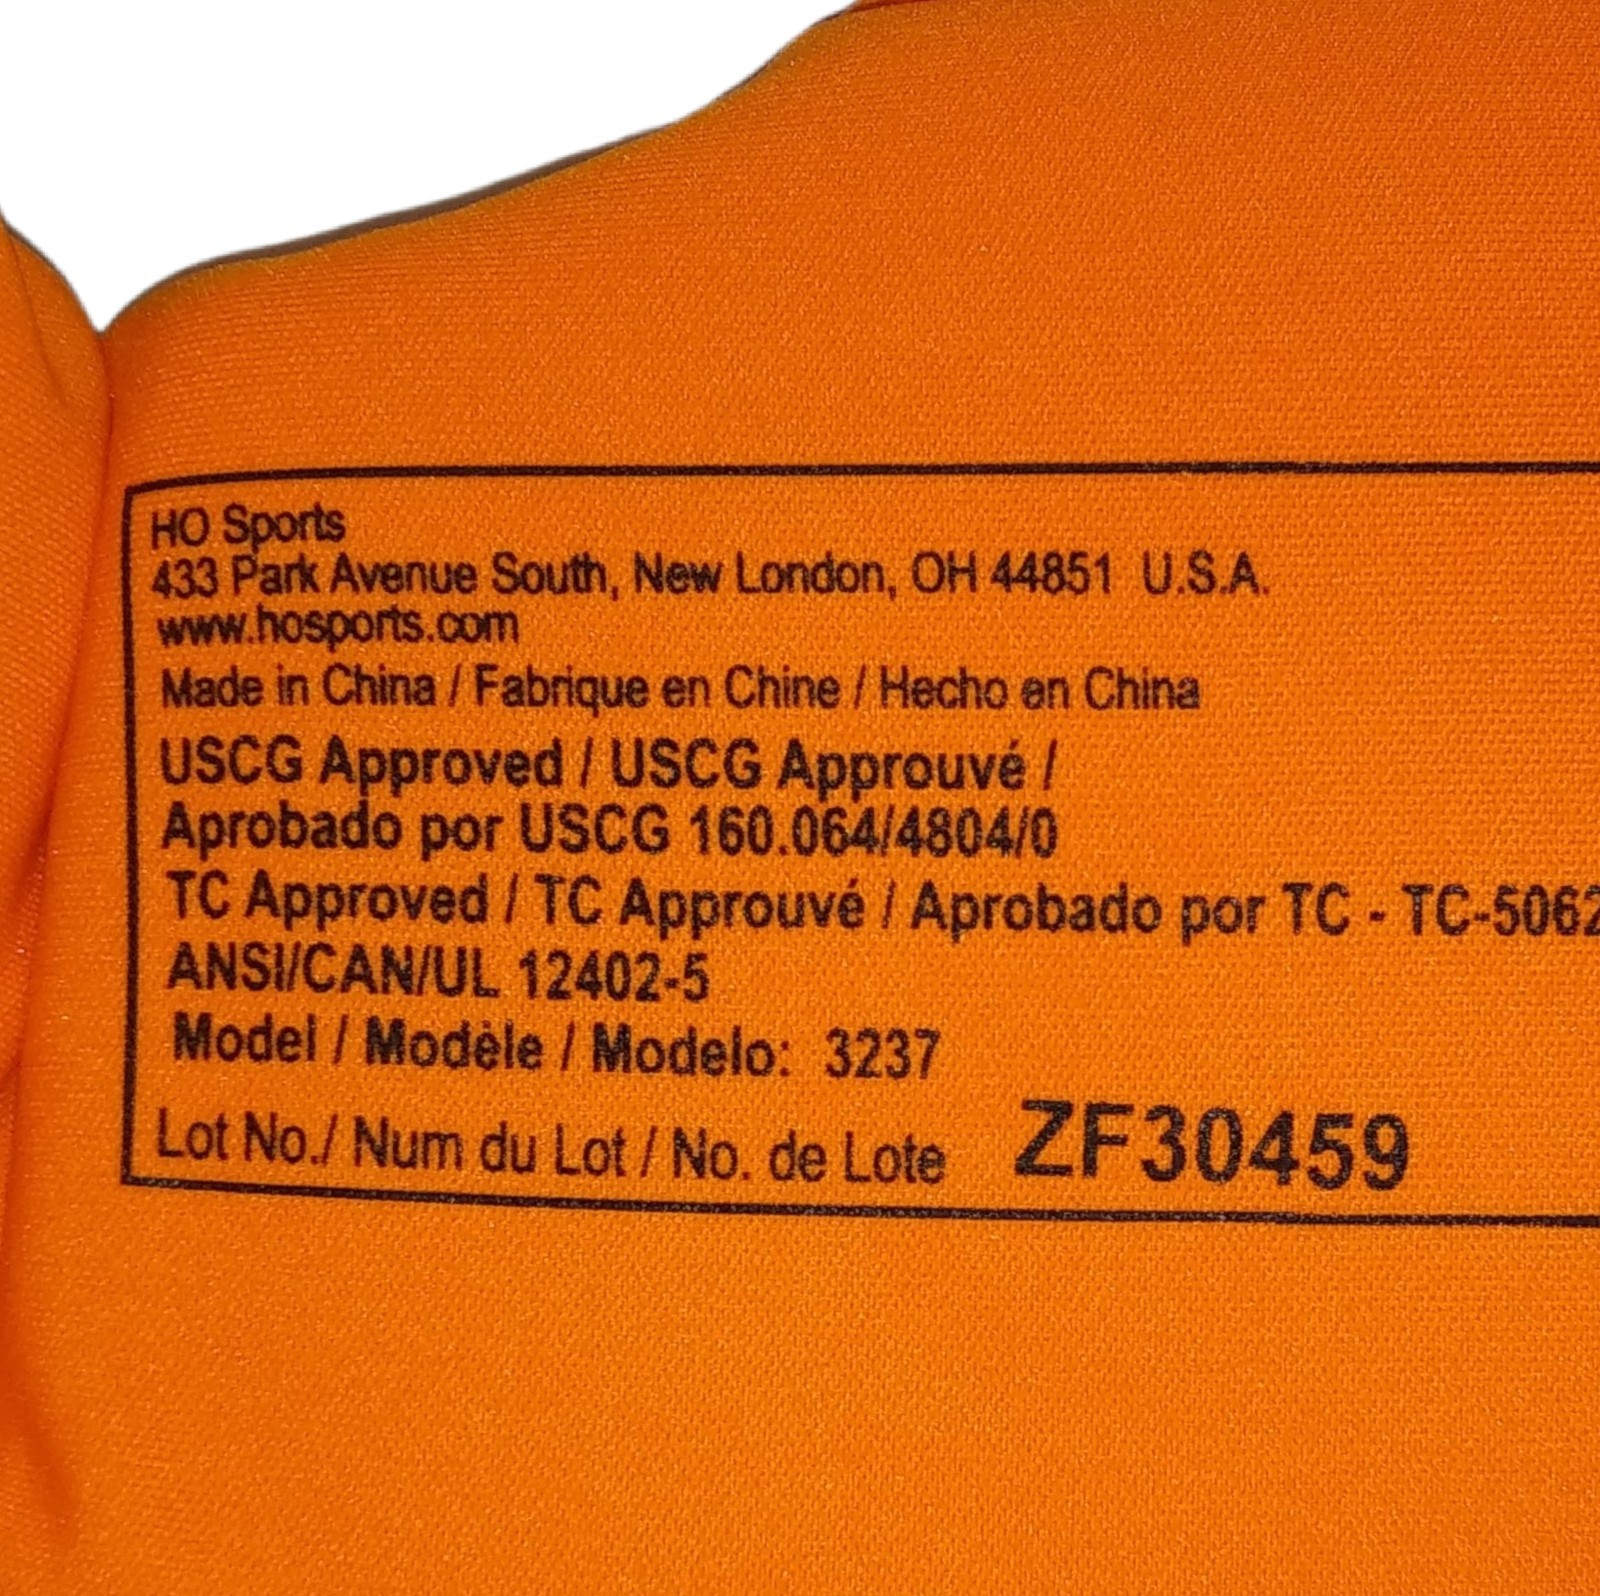 HO Sports
433 Park Avenue South, New London, OH 44851 U.S.A.
www.hosports.com
Made in China / Fabrique en Chine / Hecho en China
USCG Approved / USCG Approuvé /
Aprobado por USCG 160.064/4804/0
TC Approved / TC Approuvé / Aprobado por TC - TC-5062
ANSI/CAN/UL 12402-5
Model / Modèle / Modelo: 3237
Lot No./ Num du Lot / No. de Lote ZF30459